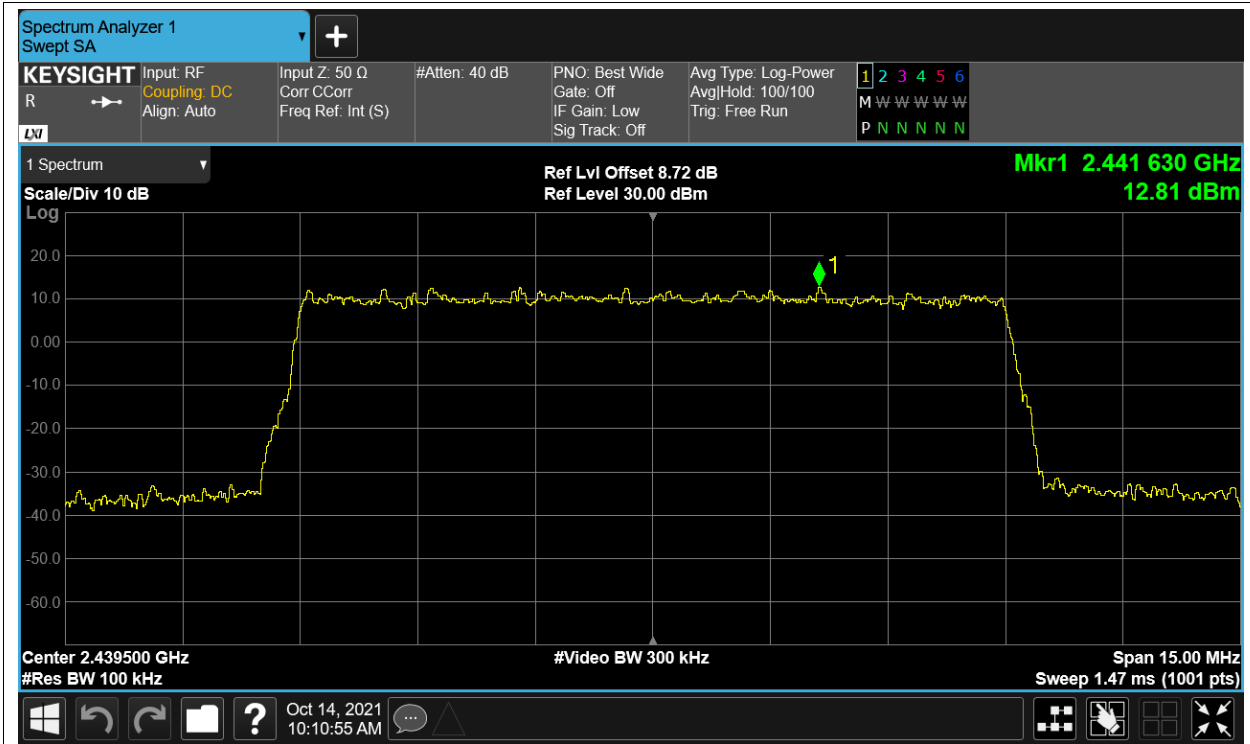 Spectrum Analyzer 1
Swept SA
KEYSIGHT
R
LXI
Input: RF
Coupling: DC
Align: Auto
Input Z: 50 Ω
Corr CCorr
Freq Ref: Int (S)
#Atten: 40 dB
PNO: Best Wide
Gate: Off
IF Gain: Low
Sig Track: Off
Avg Type: Log-Power
Avg|Hold: 100/100
Trig: Free Run
1 2 3 4 5 6
M W W W W W
P N N N N N
1 Spectrum
Scale/Div 10 dB
Log
Ref Lvl Offset 8.72 dB
Ref Level 30.00 dBm
Mkr1 2.441 630 GHz
12.81 dBm
20.0
10.0
0.00
-10.0
-20.0
-30.0
-40.0
-50.0
-60.0
1
Center 2.439500 GHz
#Res BW 100 kHz
#Video BW 300 kHz
Span 15.00 MHz
Sweep 1.47 ms (1001 pts)
?
Oct 14, 2021
10:10:55 AM